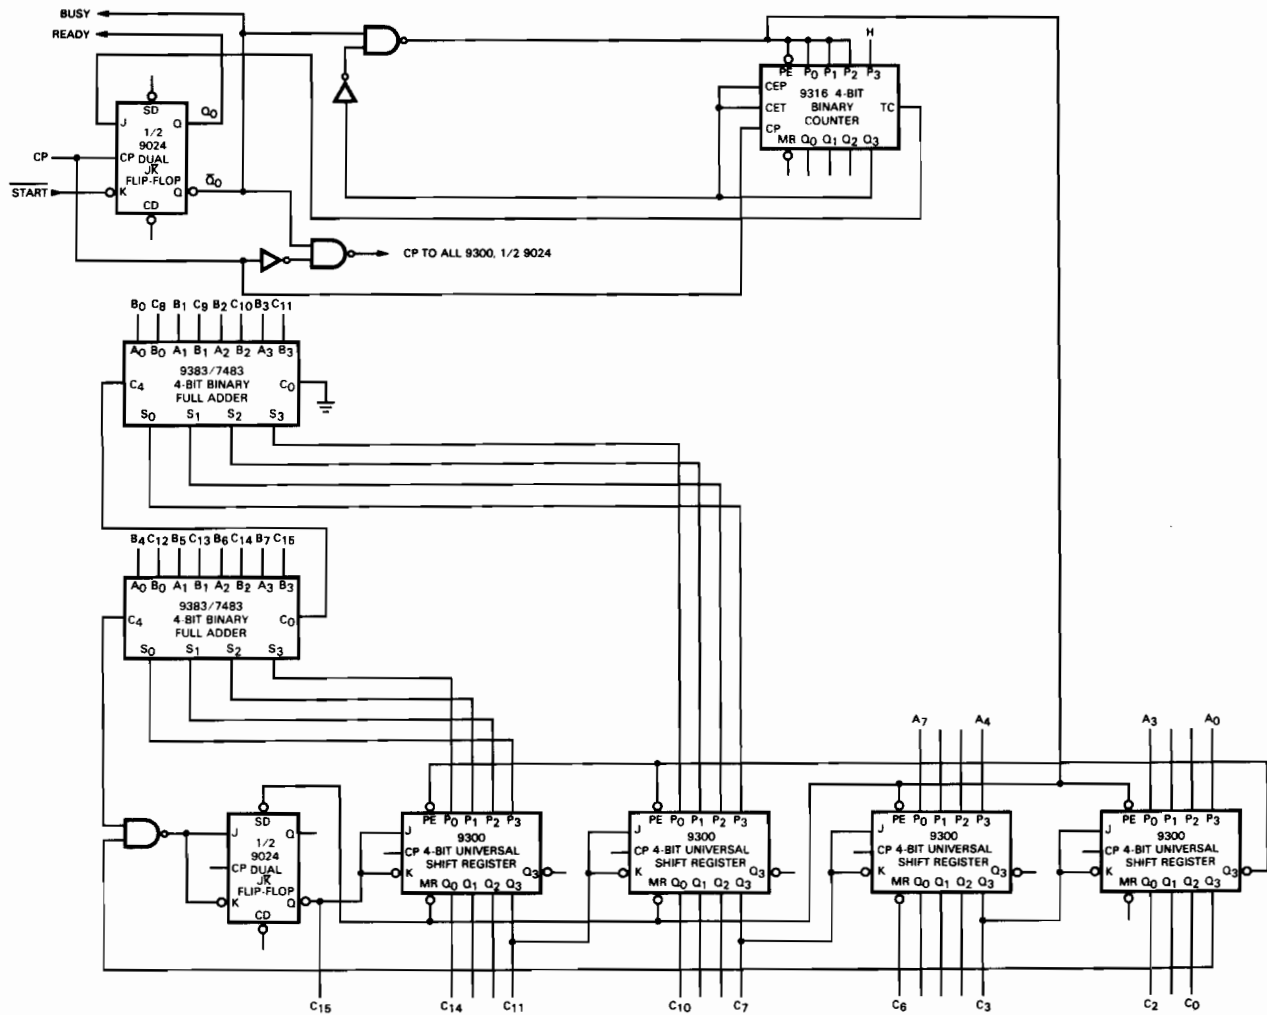 BUSY
READY
H
SD
J Q Q0
1/2
9024
DUAL
JK̅
FLIP-FLOP
CP CP
START K Q Q̅0
CD
PE P0 P1 P2 P3
CEP 9316 4-BIT
CET BINARY TC
COUNTER
CP
MR Q0 Q1 Q2 Q3
CP TO ALL 9300, 1/2 9024
B0 C8 B1 C9 B2 C10 B3 C11
A0 B0 A1 B1 A2 B2 A3 B3
9383/7483
C4 4-BIT BINARY C0
FULL ADDER
S0 S1 S2 S3
B4 C12 B5 C13 B6 C14 B7 C15
A0 B0 A1 B1 A2 B2 A3 B3
9383/7483
C4 4-BIT BINARY C0
FULL ADDER
S0 S1 S2 S3
A7 A4 A3 A0
SD
J Q
1/2
9024
CP DUAL
JK̅
FLIP-FLOP
K Q
CD
PE P0 P1 P2 P3
J 9300
CP 4-BIT UNIVERSAL
SHIFT REGISTER
K Q3
MR Q0 Q1 Q2 Q3
PE P0 P1 P2 P3
J 9300
CP 4-BIT UNIVERSAL
SHIFT REGISTER
K Q3
MR Q0 Q1 Q2 Q3
PE P0 P1 P2 P3
J 9300
CP 4-BIT UNIVERSAL
SHIFT REGISTER
K Q3
MR Q0 Q1 Q2 Q3
PE P0 P1 P2 P3
J 9300
CP 4-BIT UNIVERSAL
SHIFT REGISTER
K Q3
MR Q0 Q1 Q2 Q3
C15 C14 C11 C10 C7 C6 C3 C2 C0